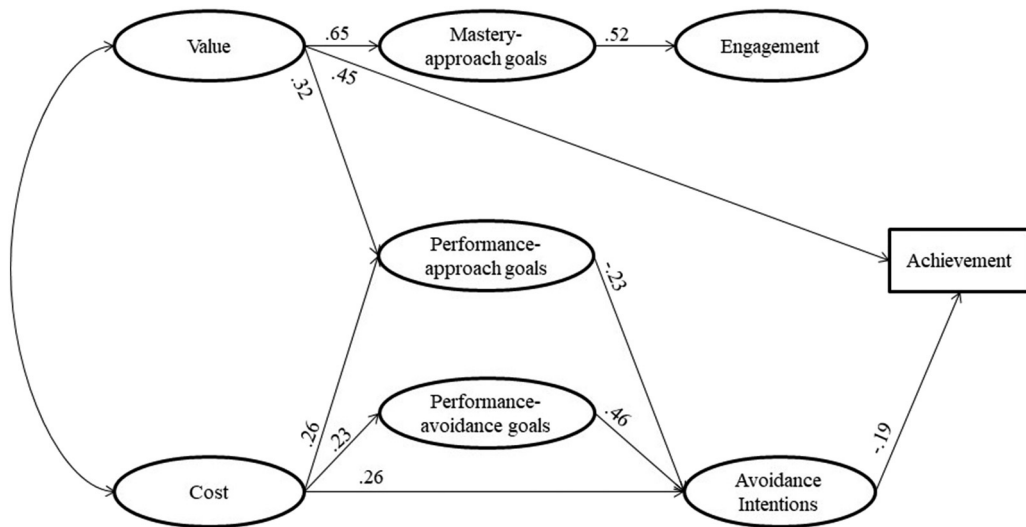 Value
.65
Mastery-
approach goals
.52
Engagement
.32
.45
Performance-
approach goals
-.23
Achievement
.26
.23
Performance-
avoidance goals
.46
-.19
Cost
.26
Avoidance
Intentions